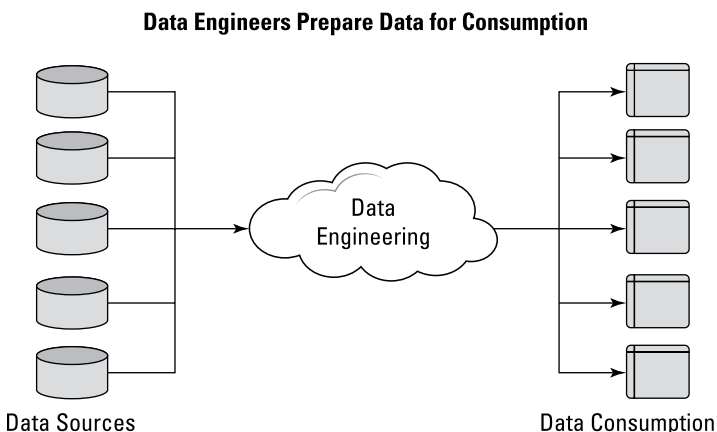 Data Engineers Prepare Data for Consumption
Data
Engineering
Data Sources
Data Consumption